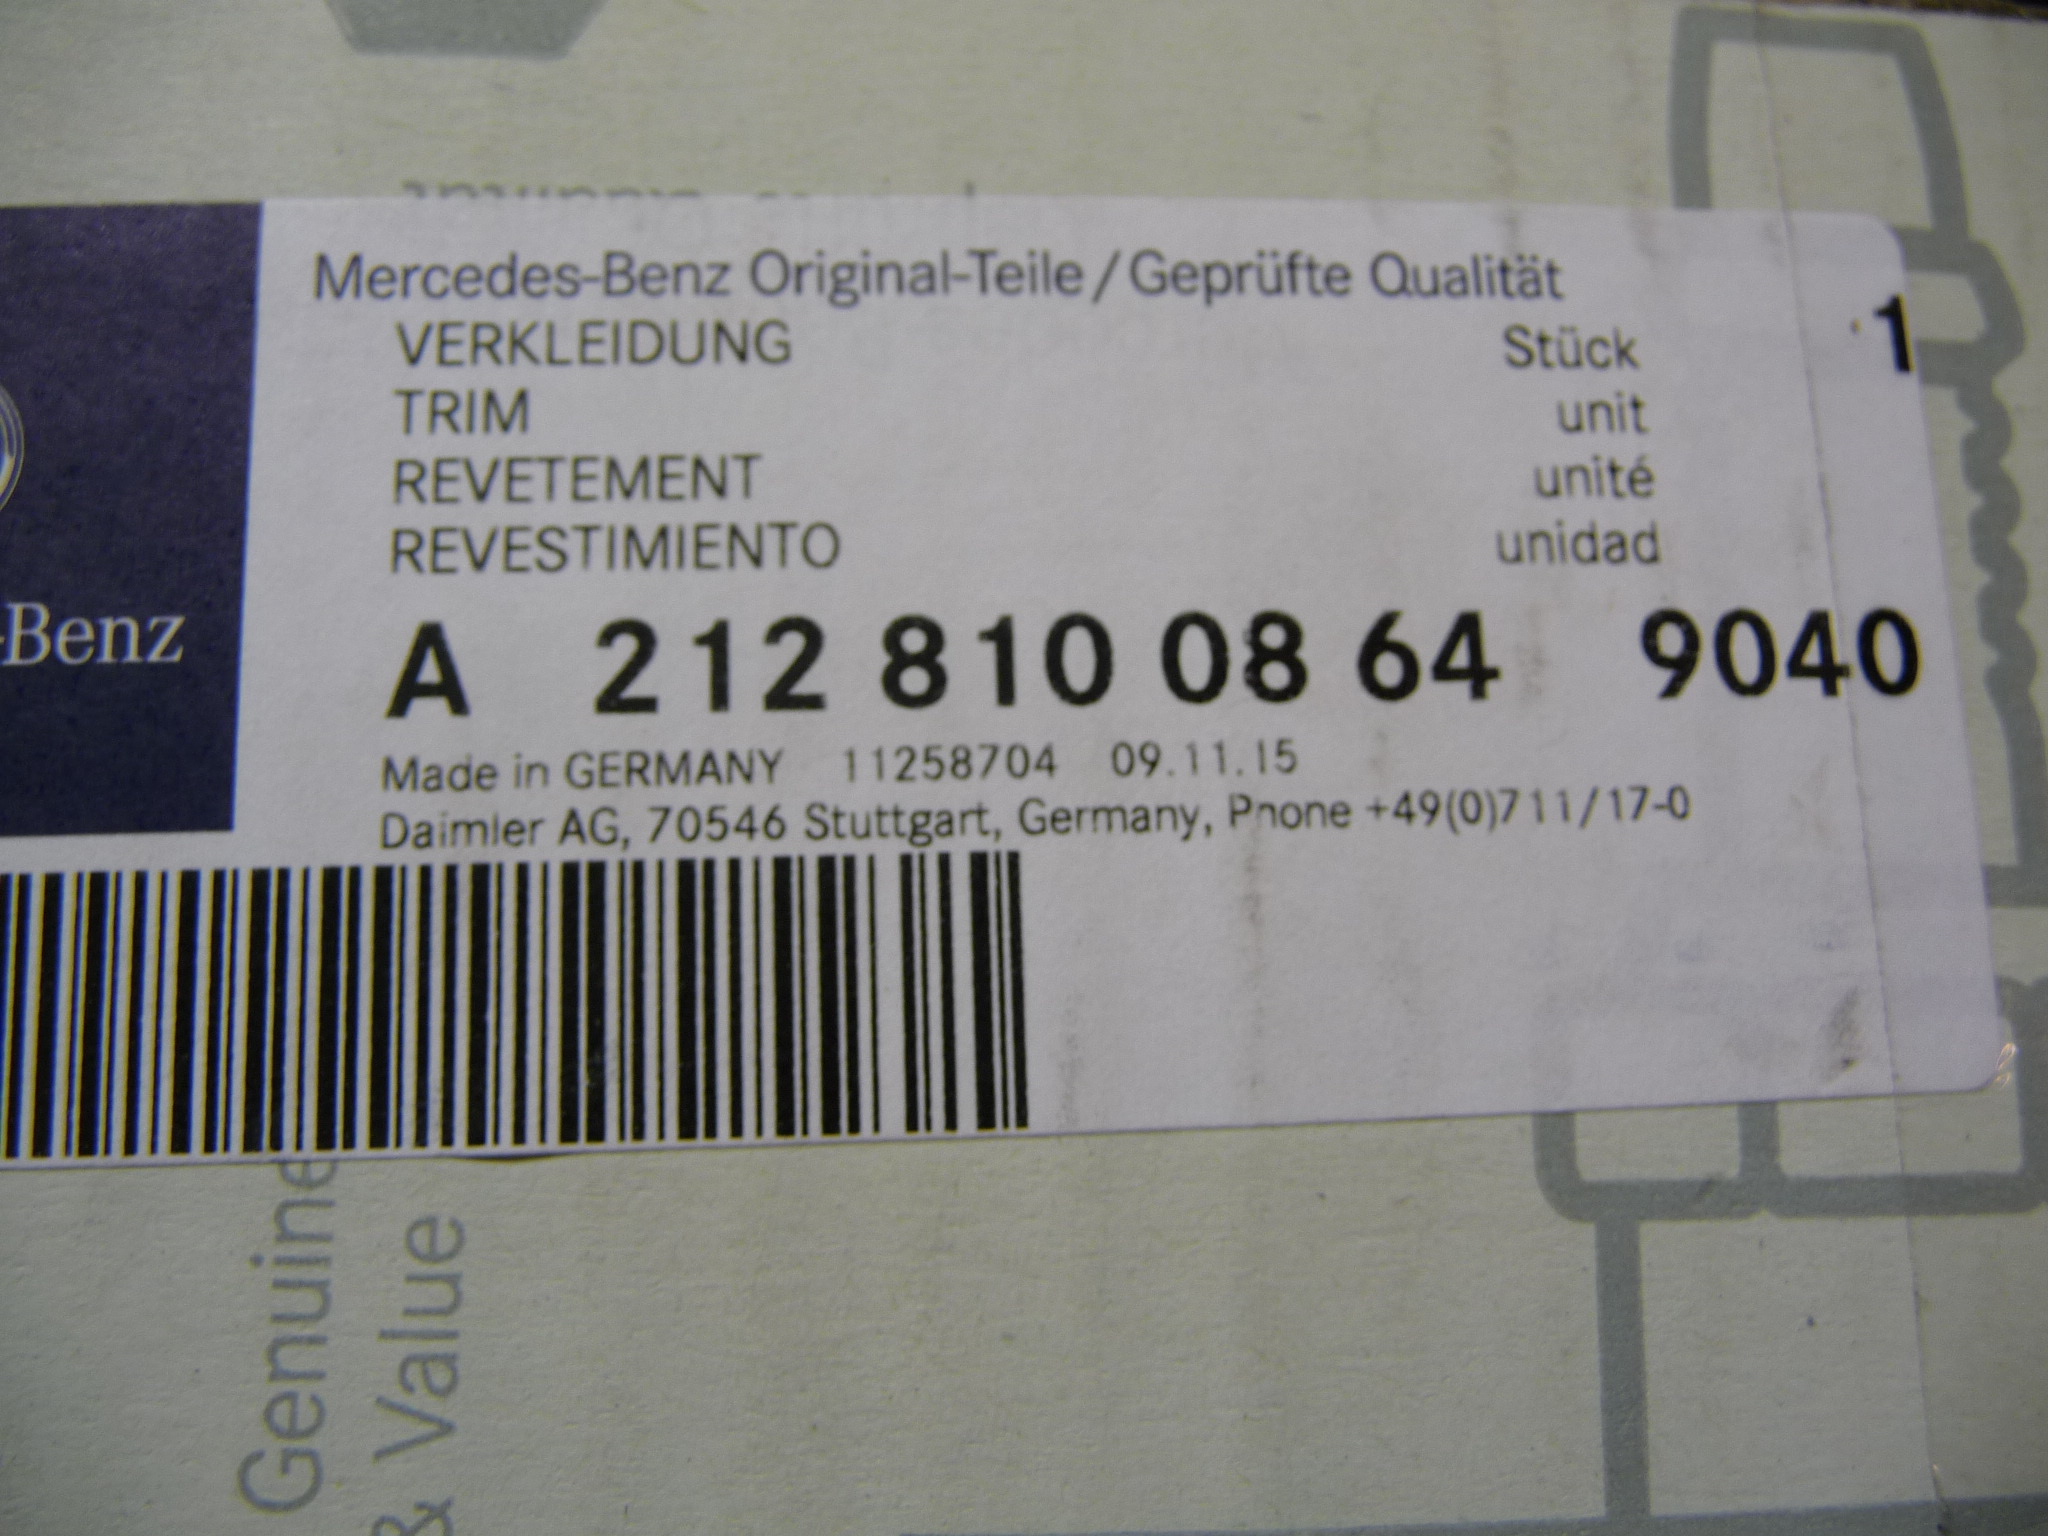 Mercedes-Benz Original-Teile/Geprüfte Qualität
VERKLEIDUNG Stück 1
TRIM unit
REVETEMENT unité
REVESTIMIENTO unidad
-Benz
A 212 810 08 64 9040
Made in GERMANY 11258704 09.11.15
Daimler AG, 70546 Stuttgart, Germany, Phone +49(0)711/17-0
Genuine
& Value